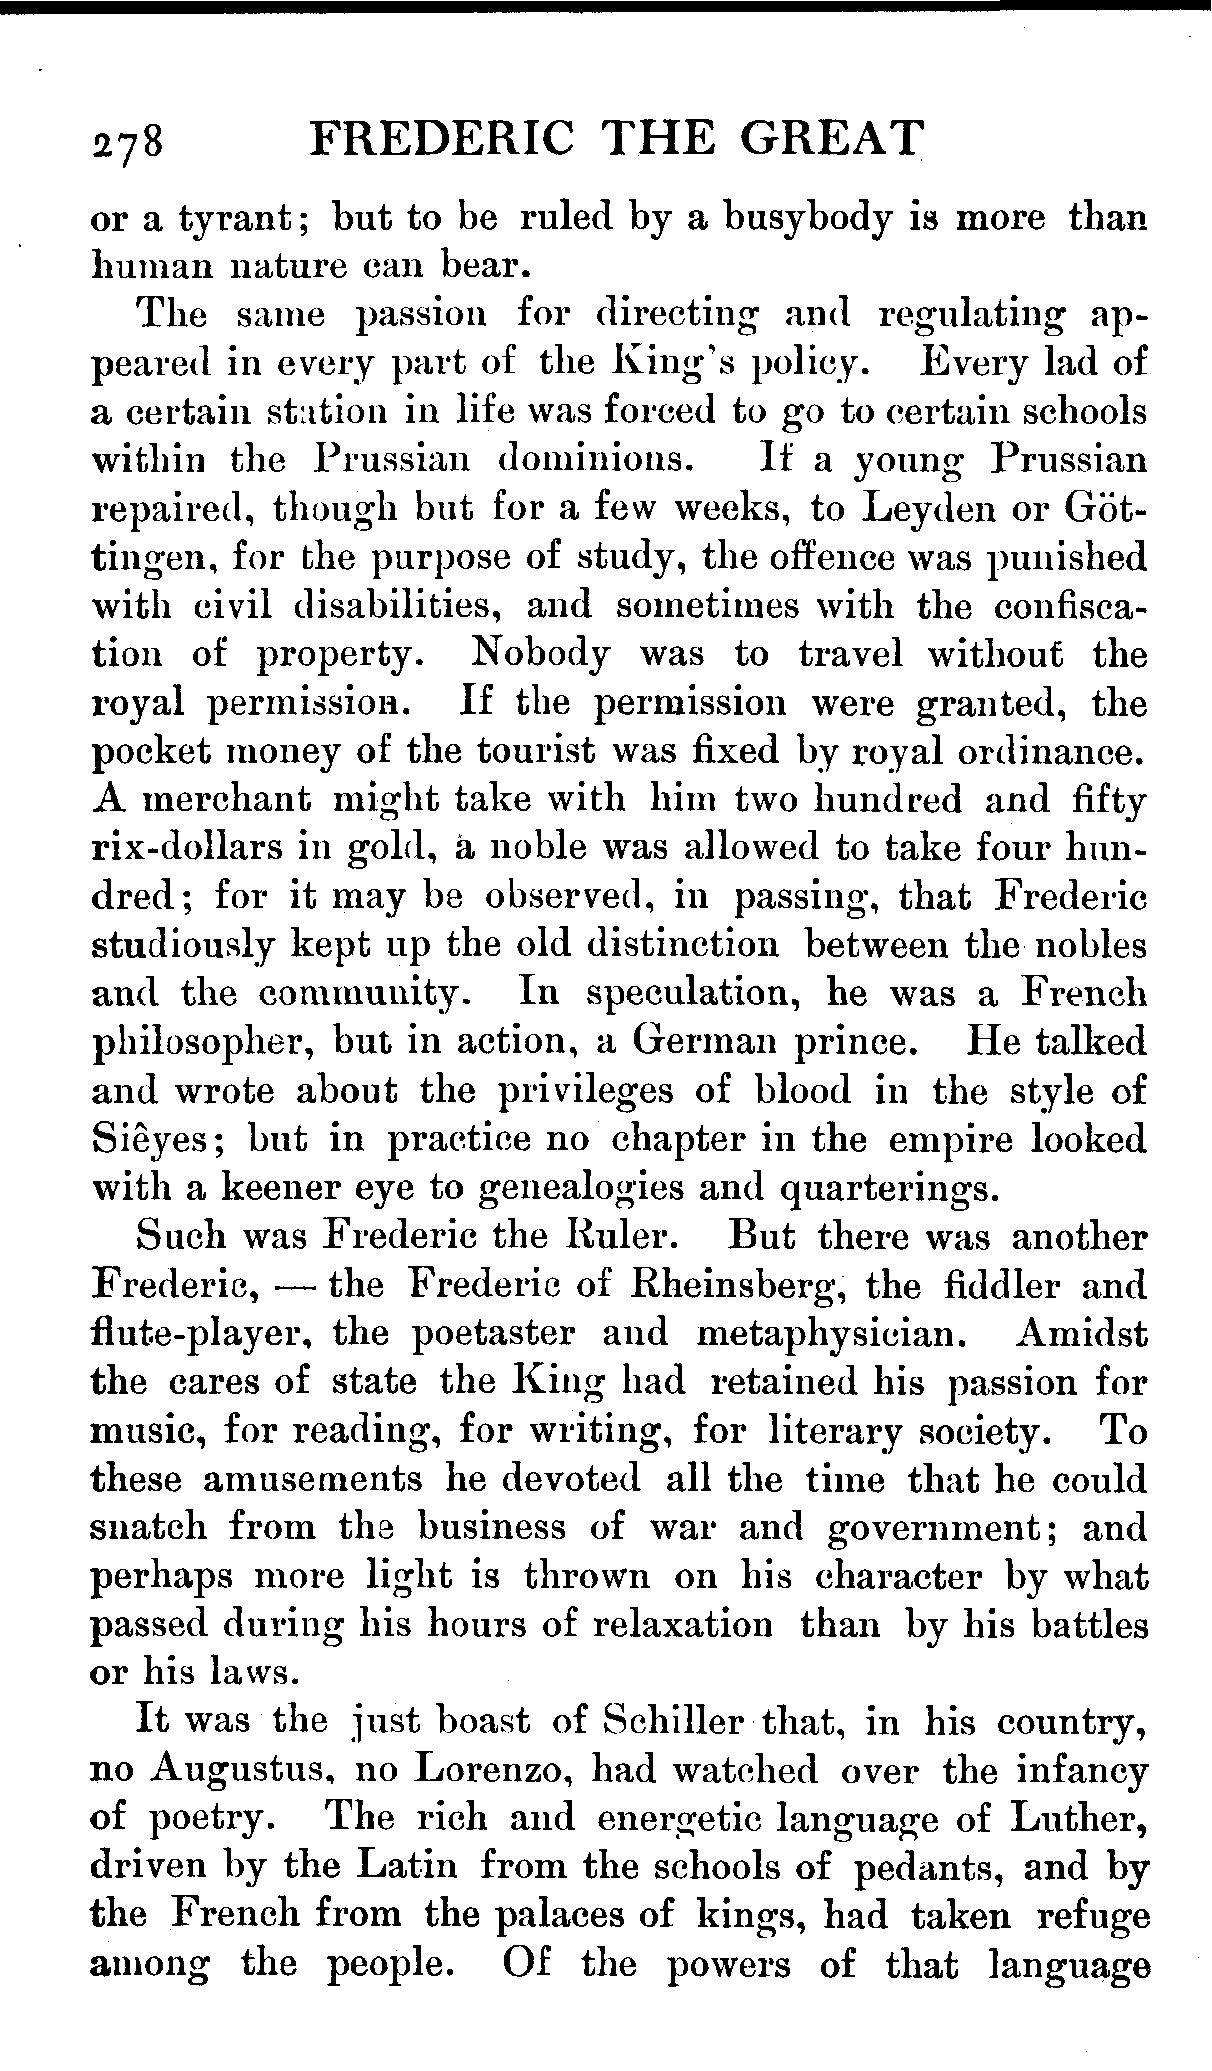 278 FREDERIC THE GREAT
or a tyrant; but to be ruled by a busybody is more than
human nature can bear.
The same passion for directing and regulating ap-
peared in every part of the King's policy. Every lad of
a certain station in life was forced to go to certain schools
within the Prussian dominions. If a young Prussian
repaired, though but for a few weeks, to Leyden or Göt-
tingen, for the purpose of study, the offence was punished
with civil disabilities, and sometimes with the confisca-
tion of property. Nobody was to travel without the
royal permission. If the permission were granted, the
pocket money of the tourist was fixed by royal ordinance.
A merchant might take with him two hundred and fifty
rix-dollars in gold, a noble was allowed to take four hun-
dred; for it may be observed, in passing, that Frederic
studiously kept up the old distinction between the nobles
and the community. In speculation, he was a French
philosopher, but in action, a German prince. He talked
and wrote about the privileges of blood in the style of
Siêyes; but in practice no chapter in the empire looked
with a keener eye to genealogies and quarterings.
Such was Frederic the Ruler. But there was another
Frederic, — the Frederic of Rheinsberg, the fiddler and
flute-player, the poetaster and metaphysician. Amidst
the cares of state the King had retained his passion for
music, for reading, for writing, for literary society. To
these amusements he devoted all the time that he could
snatch from the business of war and government; and
perhaps more light is thrown on his character by what
passed during his hours of relaxation than by his battles
or his laws.
It was the just boast of Schiller that, in his country,
no Augustus, no Lorenzo, had watched over the infancy
of poetry. The rich and energetic language of Luther,
driven by the Latin from the schools of pedants, and by
the French from the palaces of kings, had taken refuge
among the people. Of the powers of that language